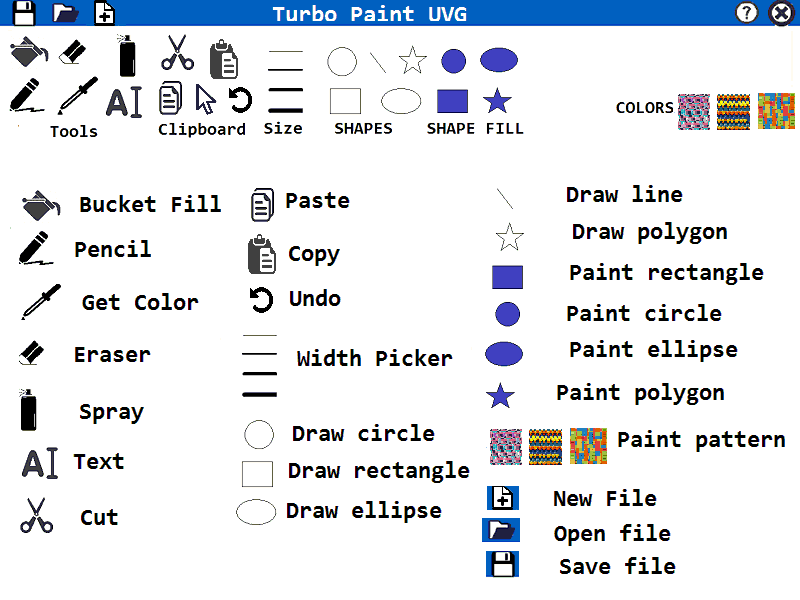 Turbo Paint UVG
?
AI
Tools
Clipboard
Size
SHAPES
SHAPE FILL
COLORS
Bucket Fill
Pencil
Get Color
Eraser
Spray
AI
Text
Cut
Paste
Copy
Undo
Width Picker
Draw circle
Draw rectangle
Draw ellipse
Draw line
Draw polygon
Paint rectangle
Paint circle
Paint ellipse
Paint polygon
Paint pattern
New File
Open file
Save file